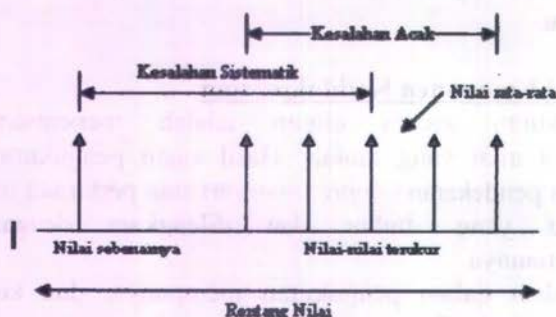 Kesalahan Acak
Kesalahan Sistematik
Nilai rata-rata
Nilai sebenarnya
Nilai-nilai terukur
Rentang Nilai